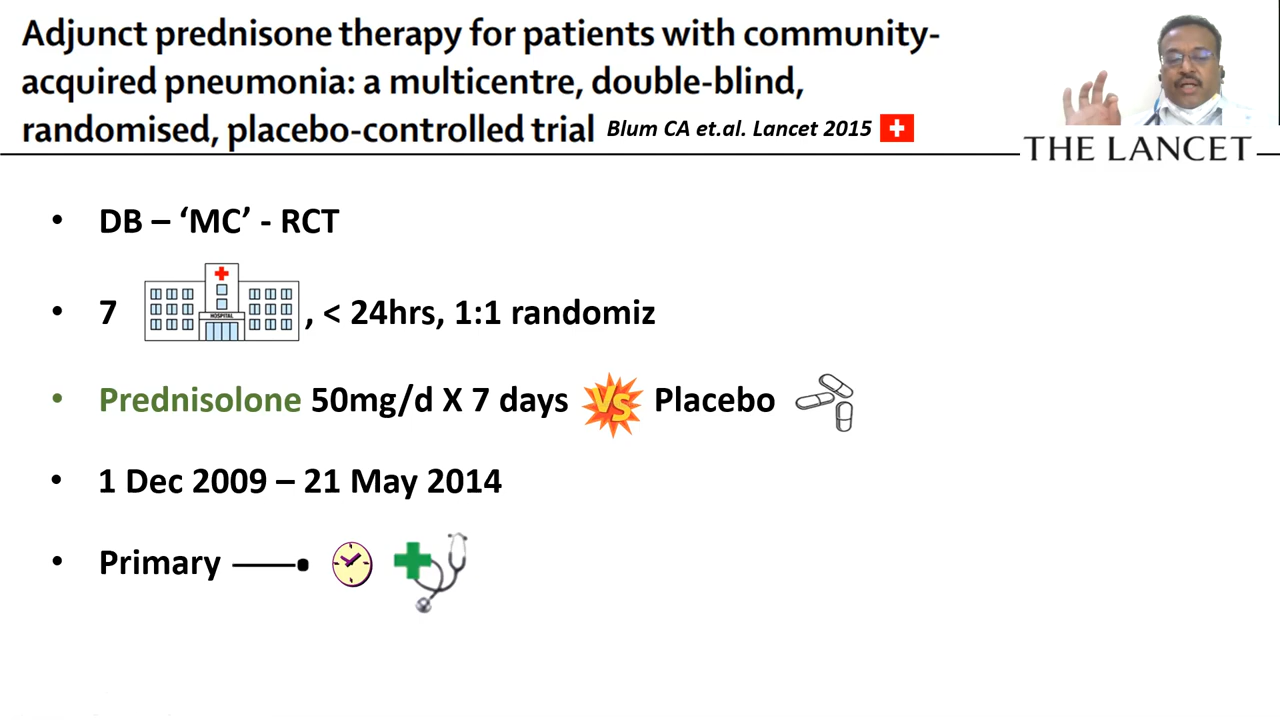 Adjunct prednisone therapy for patients with community-
acquired pneumonia: a multicentre, double-blind,
randomised, placebo-controlled trial Blum CA et.al. Lancet 2015
THE LANCET
• DB – ‘MC’ - RCT
HOSPITAL
• 7 , < 24hrs, 1:1 randomiz
• Prednisolone 50mg/d X 7 days VS Placebo
• 1 Dec 2009 – 21 May 2014
• Primary